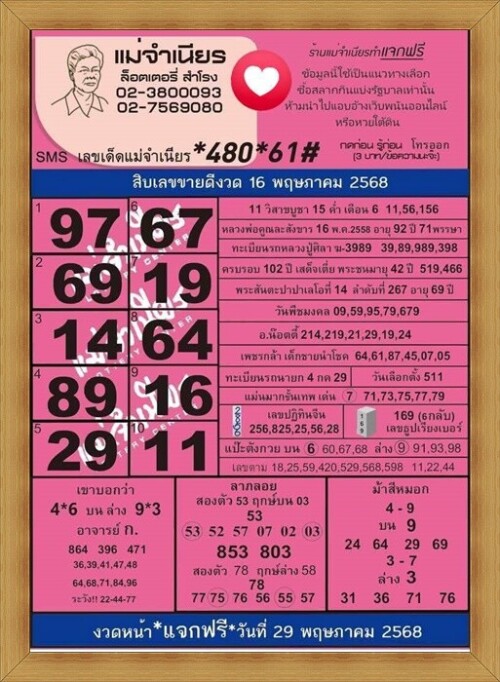 แม่จำเนียร
ล็อตเตอรี่ สำโรง
02-3800093
02-7569080
ร้านแม่จำเนียรทำแจกฟรี
ข้อมูลนี้ใช้เป็นแนวทางเลือก
ซื้อสลากกินแบ่งรัฐบาลเท่านั้น
ห้ามนำไปแอบอ้างเว็บพนันออนไลน์
หรือหวยใต้ดิน
SMS เลขเด็ดแม่จำเนียร *480*61# กดก่อน รู้ก่อน โทรออก
(3 บาท/ข้อความนะจ๊ะ)
สิบเลขขายดีงวด 16 พฤษภาคม 2568
1 97 6 67
2 69 7 19
3 14 8 64
4 89 9 16
5 29 10 11
11 วิสาขบูชา 15 ค่ำ เดือน 6 11,56,156
หลวงพ่อคูณละสังขาร 16 พ.ค.2558 อายุ 92 ปี 71พรรษา
ทะเบียนรถหลวงปู่ศิลา ฆ-3989 39,89,989,398
ครบรอบ 102 ปี เสด็จเตี่ย พระชนมายุ 42 ปี 519,466
พระสันตะปาปาเลโอที่ 14 ลำดับที่ 267 อายุ 69 ปี
วันพืชมงคล 09,59,95,79,679
อ.น๊อตตี้ 214,219,21,29,19,24
เพชรกล้า เด็กชายนำโชค 64,61,87,45,07,05
ทะเบียนรถนายก 4 กด 29 วันเลือกตั้ง 511
แม่นมากขั้นเทพ เด่น 7 71,73,75,77,79
เลขปฏิทินจีน
256,825,25,56,28
169 (6กลับ)
เลขธูปเรียงเบอร์
แป๊ะตังกวย บน 6 60,67,68 ล่าง 9 91,93,98
เลขตาม 18,25,59,420,529,568,598 11,22,44
เขาบอกว่า
4*6 บน ล่าง 9*3
อาจารย์ ก.
864 396 471
36,39,41,47,48
64,68,71,84,96
ระวัง!! 22-44-77
ลาภลอย
สองตัว 53 ฤกษ์บน 03
53
53 52 57 07 02 03
853 803
สองตัว 78 ฤกษ์ล่าง 58
78
77 75 76 56 55 57
ม้าสีหมอก
4 - 9
บน 9
24 64 29 69
3 - 7
ล่าง 3
31 36 71 76
งวดหน้า*แจกฟรี*วันที่ 29 พฤษภาคม 2568